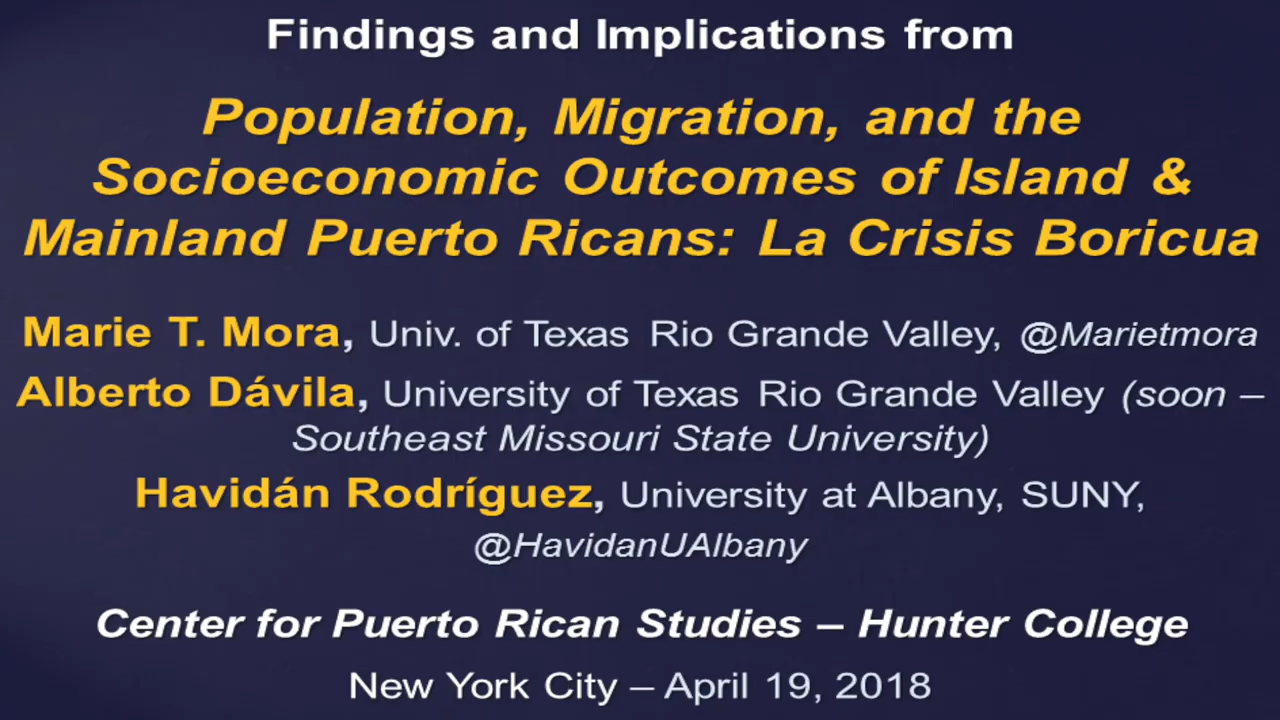 Findings and Implications from
Population, Migration, and the
Socioeconomic Outcomes of Island &
Mainland Puerto Ricans: La Crisis Boricua
Marie T. Mora, Univ. of Texas Rio Grande Valley, @Marietmora
Alberto Dávila, University of Texas Rio Grande Valley (soon –
Southeast Missouri State University)
Havidán Rodríguez, University at Albany, SUNY,
@HavidanUAlbany
Center for Puerto Rican Studies – Hunter College
New York City – April 19, 2018